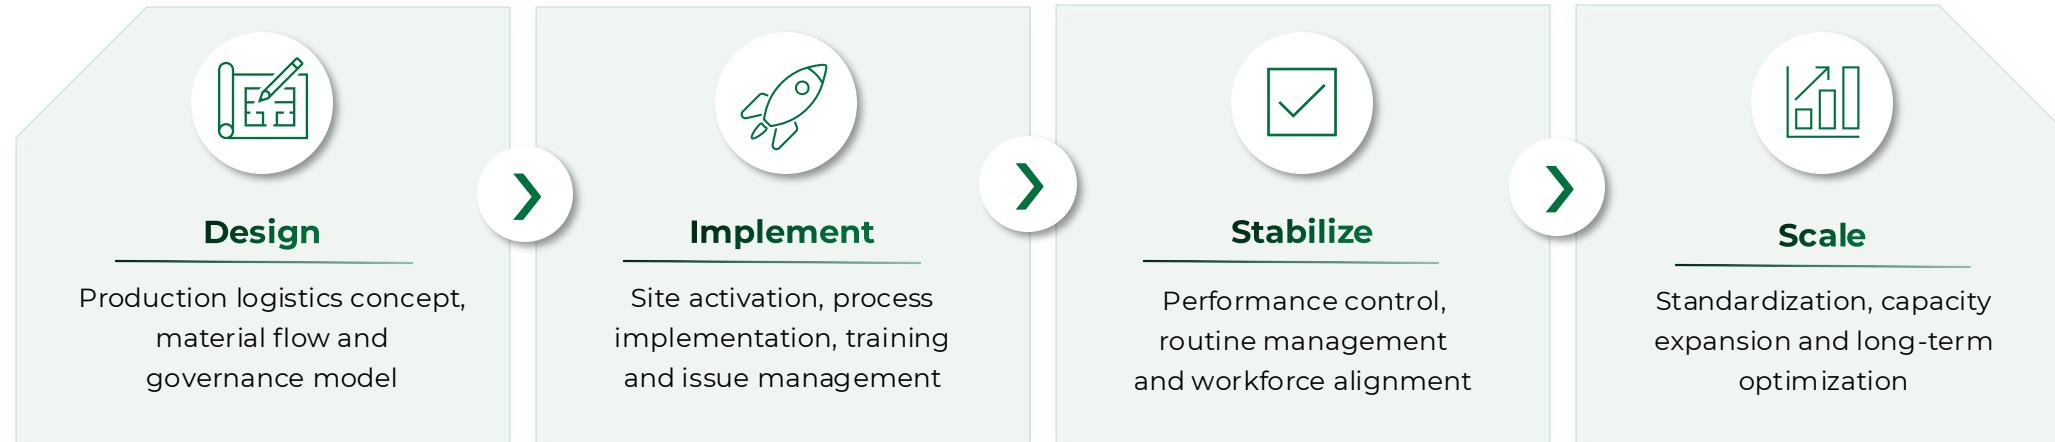 Design
Production logistics concept,
material flow and
governance model
Implement
Site activation, process
implementation, training
and issue management
Stabilize
Performance control,
routine management
and workforce alignment
Scale
Standardization, capacity
expansion and long-term
optimization